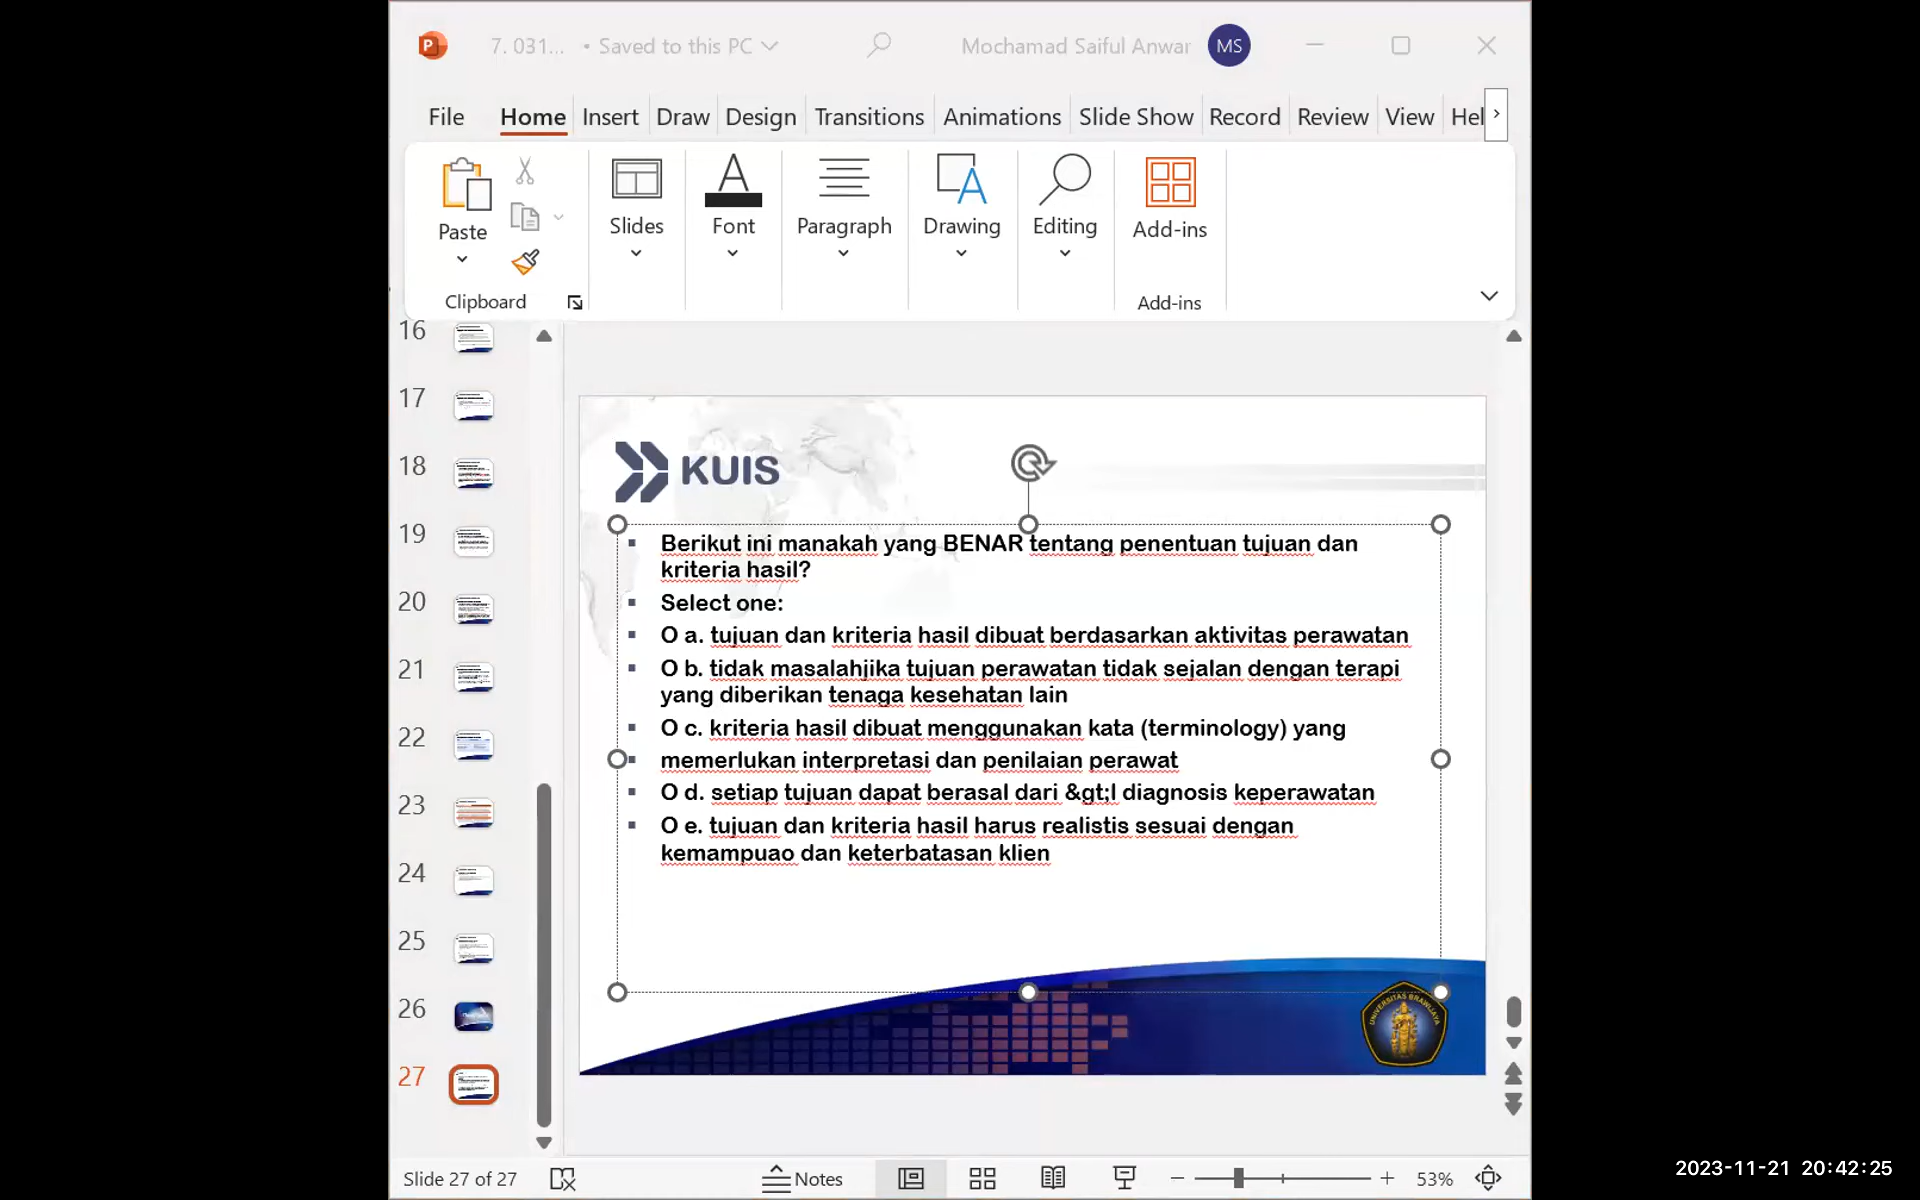 7. 031... • Saved to this PC
Mochamad Saiful Anwar
MS
File Home Insert Draw Design Transitions Animations Slide Show Record Review View Hel
Paste
Slides
Font
Paragraph
Drawing
Editing
Add-ins
Clipboard
Add-ins
16
17
18
19
20
21
22
23
24
25
26
27
KUIS
Berikut ini manakah yang BENAR tentang penentuan tujuan dan
kriteria hasil?
Select one:
O a. tujuan dan kriteria hasil dibuat berdasarkan aktivitas perawatan
O b. tidak masalahjika tujuan perawatan tidak sejalan dengan terapi
yang diberikan tenaga kesehatan lain
O c. kriteria hasil dibuat menggunakan kata (terminology) yang
memerlukan interpretasi dan penilaian perawat
O d. setiap tujuan dapat berasal dari &gt;l diagnosis keperawatan
O e. tujuan dan kriteria hasil harus realistis sesuai dengan
kemampuao dan keterbatasan klien
UNIVERSITAS BRAWIJAYA
Slide 27 of 27
Notes
53%
2023-11-21 20:42:25